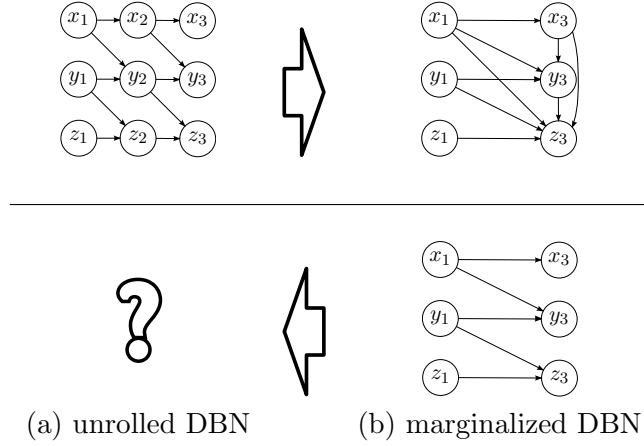 x₁ x₂ x₃ x₁ x₃
y₁ y₂ y₃ y₁ y₃
z₁ z₂ z₃ z₁ z₃
x₁ x₃
? y₁ y₃
z₁ z₃
(a) unrolled DBN (b) marginalized DBN